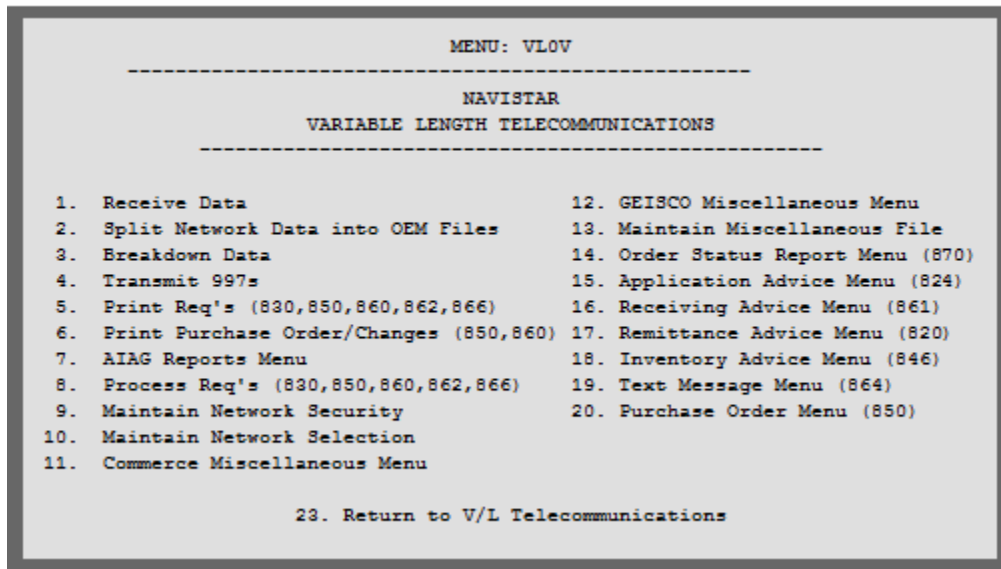 MENU: VL0V
----------------------------------------------------
NAVISTAR
VARIABLE LENGTH TELECOMMUNICATIONS
----------------------------------------------------
1. Receive Data
2. Split Network Data into OEM Files
3. Breakdown Data
4. Transmit 997s
5. Print Req's (830,850,860,862,866)
6. Print Purchase Order/Changes (850,860)
7. AIAG Reports Menu
8. Process Req's (830,850,860,862,866)
9. Maintain Network Security
10. Maintain Network Selection
11. Commerce Miscellaneous Menu
12. GEISCO Miscellaneous Menu
13. Maintain Miscellaneous File
14. Order Status Report Menu (870)
15. Application Advice Menu (824)
16. Receiving Advice Menu (861)
17. Remittance Advice Menu (820)
18. Inventory Advice Menu (846)
19. Text Message Menu (864)
20. Purchase Order Menu (850)
23. Return to V/L Telecommunications